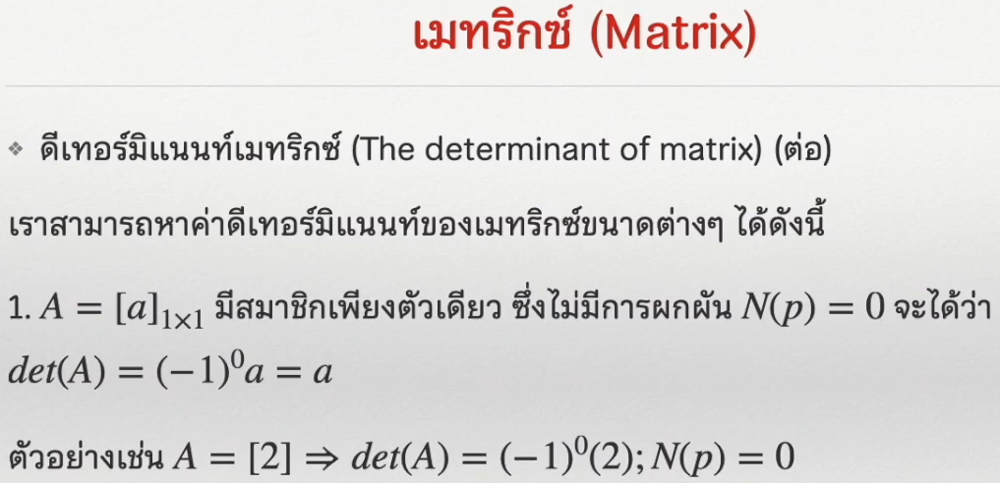 เมทริกซ์ (Matrix)
❖ ดีเทอร์มิแนนท์เมทริกซ์ (The determinant of matrix) (ต่อ)
เราสามารถหาค่าดีเทอร์มิแนนท์ของเมทริกซ์ขนาดต่างๆ ได้ดังนี้
1. A = [a]₁ₓ₁ มีสมาชิกเพียงตัวเดียว ซึ่งไม่มีการผกผัน N(p) = 0 จะได้ว่า
det(A) = (−1)⁰a = a
ตัวอย่างเช่น A = [2] ⇒ det(A) = (−1)⁰(2); N(p) = 0